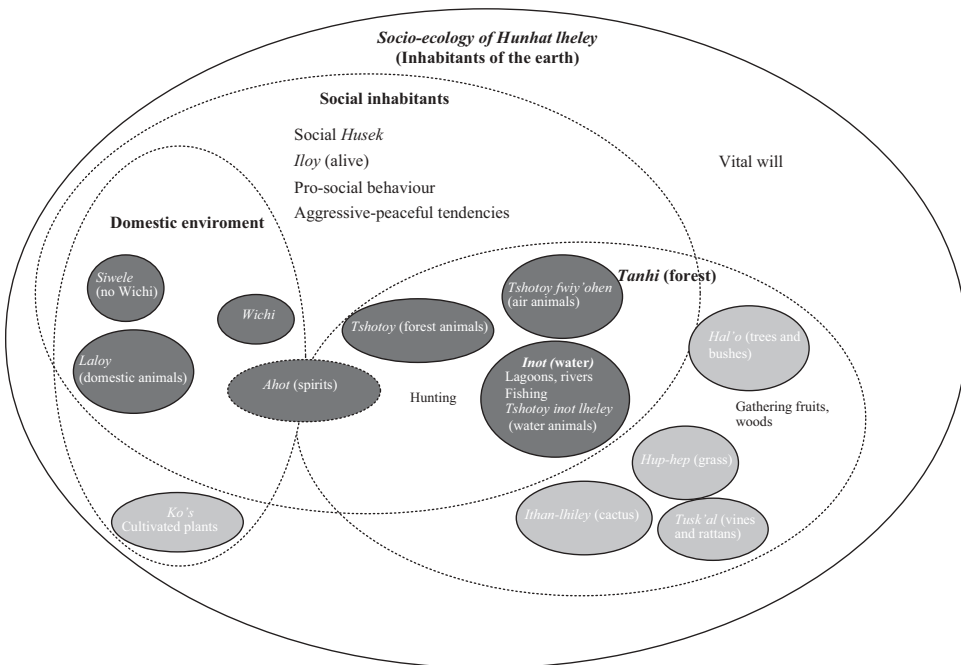 Socio-ecology of Hunhat lheley
(Inhabitants of the earth)
Social inhabitants
Social Husek
Iloy (alive)
Pro-social behaviour
Aggressive-peaceful tendencies
Vital will
Domestic enviroment
Siwele
(no Wichi)
Wichi
Laloy
(domestic animals)
Ahot (spirits)
Tanhi (forest)
Tshotoy fwiy'ohen
(air animals)
Tshotoy (forest animals)
Inot (water)
Lagoons, rivers
Fishing
Tshotoy inot lheley
(water animals)
Hunting
Hal'o (trees and
bushes)
Gathering fruits,
woods
Hup-hep (grass)
Ithan-lhiley (cactus)
Tusk'al (vines
and rattans)
Ko's
Cultivated plants